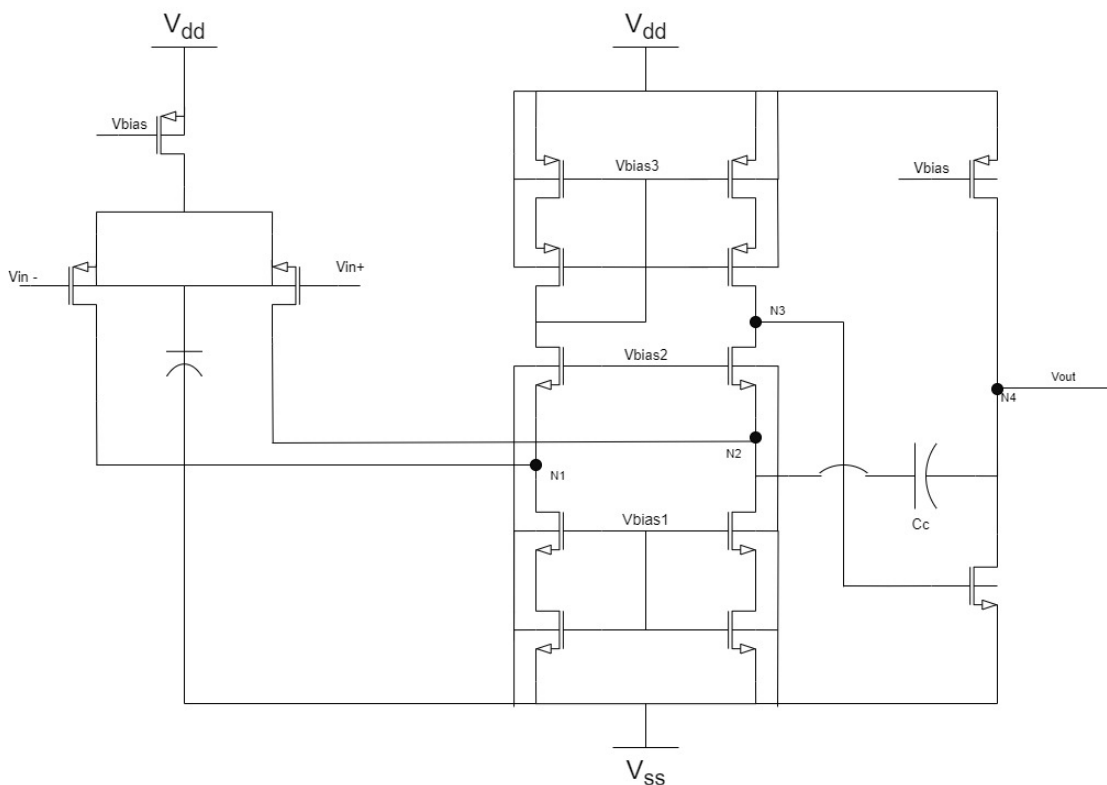 Vdd
Vdd
Vbias
Vbias3
Vbias
Vin -
Vin+
N3
Vbias2
Vout
N4
N2
N1
Vbias1
Cc
Vss